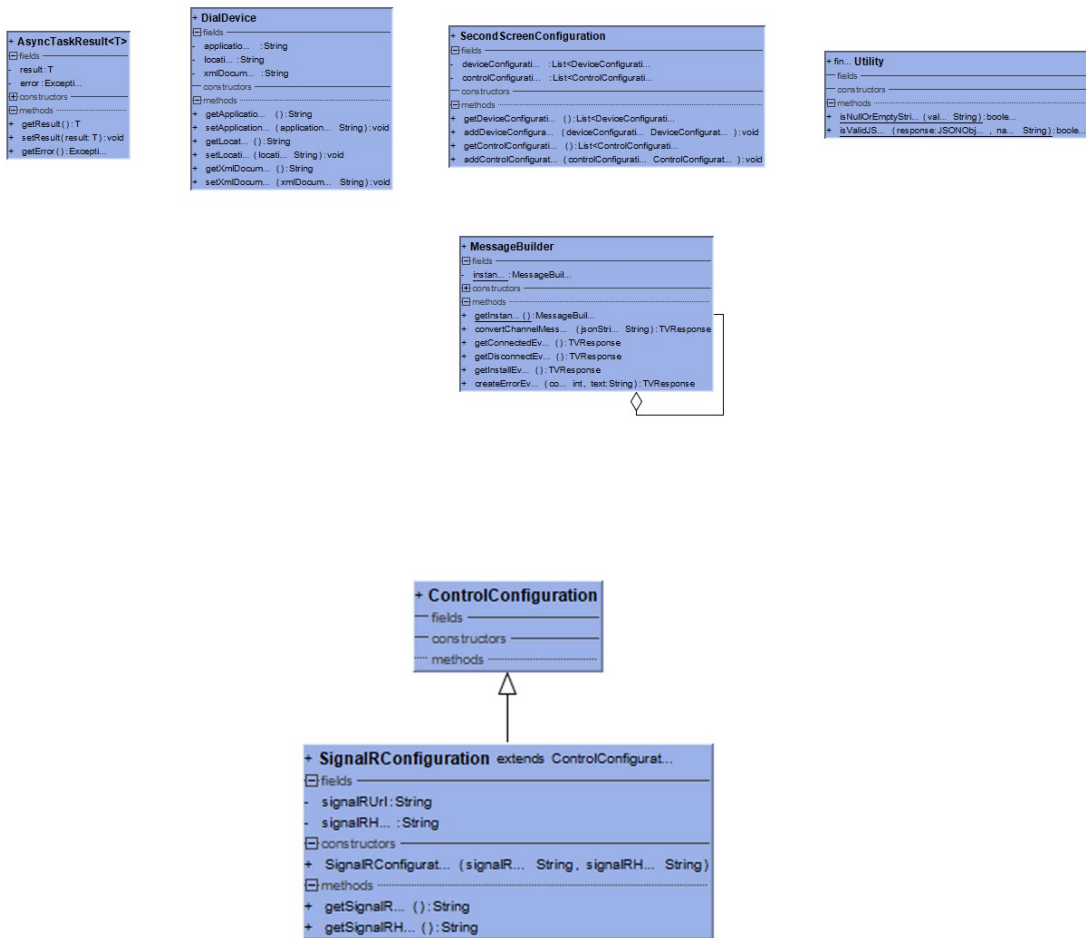 + AsyncTaskResult<T>
fields
- result: T
- error: Excepti...
constructors
methods
+ getResult(): T
+ setResult(result: T): void
+ getError(): Excepti...
+ DialDevice
fields
- applicatio... : String
- locati... : String
- xmlDocum... : String
constructors
methods
+ getApplicatio... (): String
+ setApplication... (application... String): void
+ getLocat... (): String
+ setLocati... (locati... String): void
+ getXmlDocum... (): String
+ setXmlDocum... (xmlDocum... String): void
+ SecondScreenConfiguration
fields
- deviceConfigurati... : List<DeviceConfigurati...
- controlConfigurati... : List<ControlConfigurati...
constructors
methods
+ getDeviceConfigurati... (): List<DeviceConfigurati...
+ addDeviceConfigura... (deviceConfigurati... DeviceConfigurat... ): void
+ getControlConfigurati... (): List<ControlConfigurati...
+ addControlConfigurat... (controlConfigurati... ControlConfigurat... ): void
+ fin... Utility
fields
constructors
methods
+ isNullOrEmptyStri... (val... String): boole...
+ isValidJS... (response: JSONObj... , na... String): bool...
+ MessageBuilder
fields
- instan... : MessageBuil...
constructors
methods
+ getInstan... (): MessageBuil...
+ convertChannelMess... (jsonStri... String): TVResponse
+ getConnectedEv... (): TVResponse
+ getDisconnectEv... (): TVResponse
+ getInstallEv... (): TVResponse
+ createErrorEv... (co... int, text: String): TVResponse
+ ControlConfiguration
fields
constructors
methods
+ SignalRConfiguration extends ControlConfigurat...
fields
- signalRUrl: String
- signalRH... : String
constructors
+ SignalRConfigurat... (signalR... String, signalRH... String)
methods
+ getSignalR... (): String
+ getSignalRH... (): String